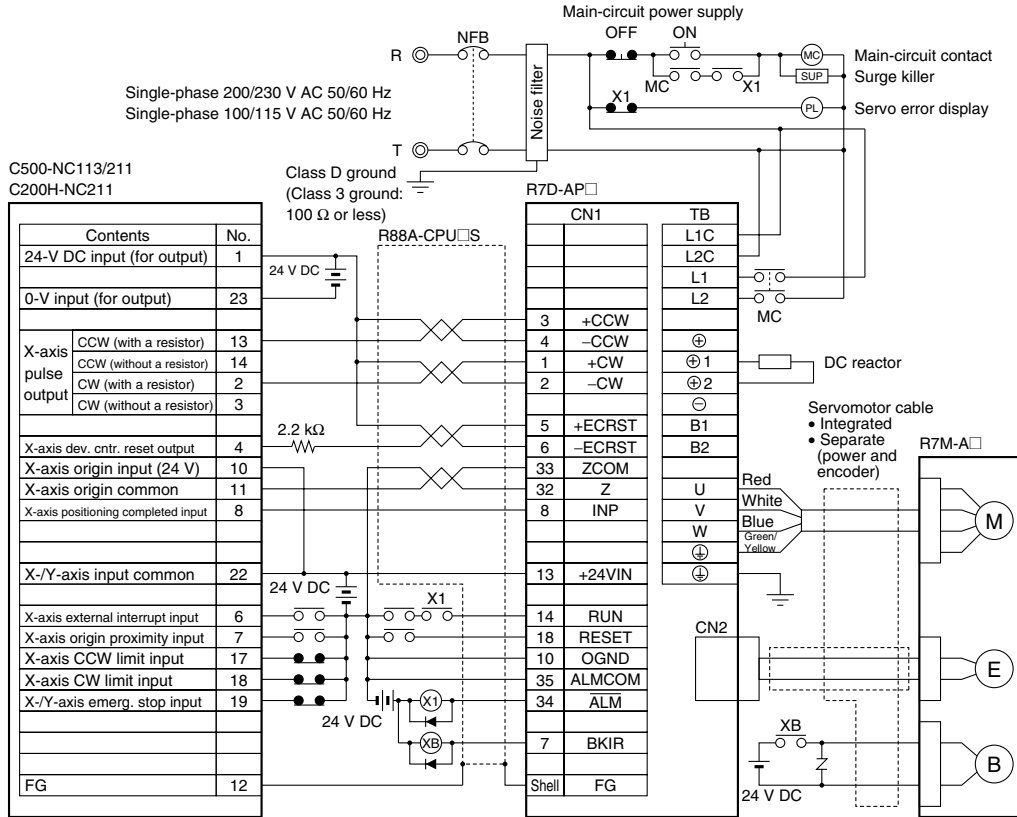 Main-circuit power supply
OFF
ON
NFB
R
MC
Main-circuit contact
SUP
Surge killer
MC
X1
X1
PL
Servo error display
Noise filter
Single-phase 200/230 V AC 50/60 Hz
Single-phase 100/115 V AC 50/60 Hz
T
C500-NC113/211
C200H-NC211
Class D ground
(Class 3 ground:
100 Ω or less)
R7D-AP□
R88A-CPU□S
Contents No.
24-V DC input (for output) 1
0-V input (for output) 23
X-axis pulse output
CCW (with a resistor) 13
CCW (without a resistor) 14
CW (with a resistor) 2
CW (without a resistor) 3
X-axis dev. cntr. reset output 4
X-axis origin input (24 V) 10
X-axis origin common 11
X-axis positioning completed input 8
X-/Y-axis input common 22
X-axis external interrupt input 6
X-axis origin proximity input 7
X-axis CCW limit input 17
X-axis CW limit input 18
X-/Y-axis emerg. stop input 19
FG 12
24 V DC
2.2 kΩ
24 V DC
X1
24 V DC
X1
XB
CN1
3 +CCW
4 −CCW
1 +CW
2 −CW
5 +ECRST
6 −ECRST
33 ZCOM
32 Z
8 INP
13 +24VIN
14 RUN
18 RESET
10 OGND
35 ALMCOM
34 ALM
7 BKIR
Shell FG
TB
L1C
L2C
L1
L2
⊕
⊕1
⊕2
⊖
B1
B2
U
V
W
MC
DC reactor
Servomotor cable
• Integrated
• Separate
(power and
encoder)
R7M-A□
Red
White
Blue
Green/
Yellow
M
CN2
E
XB
24 V DC
B